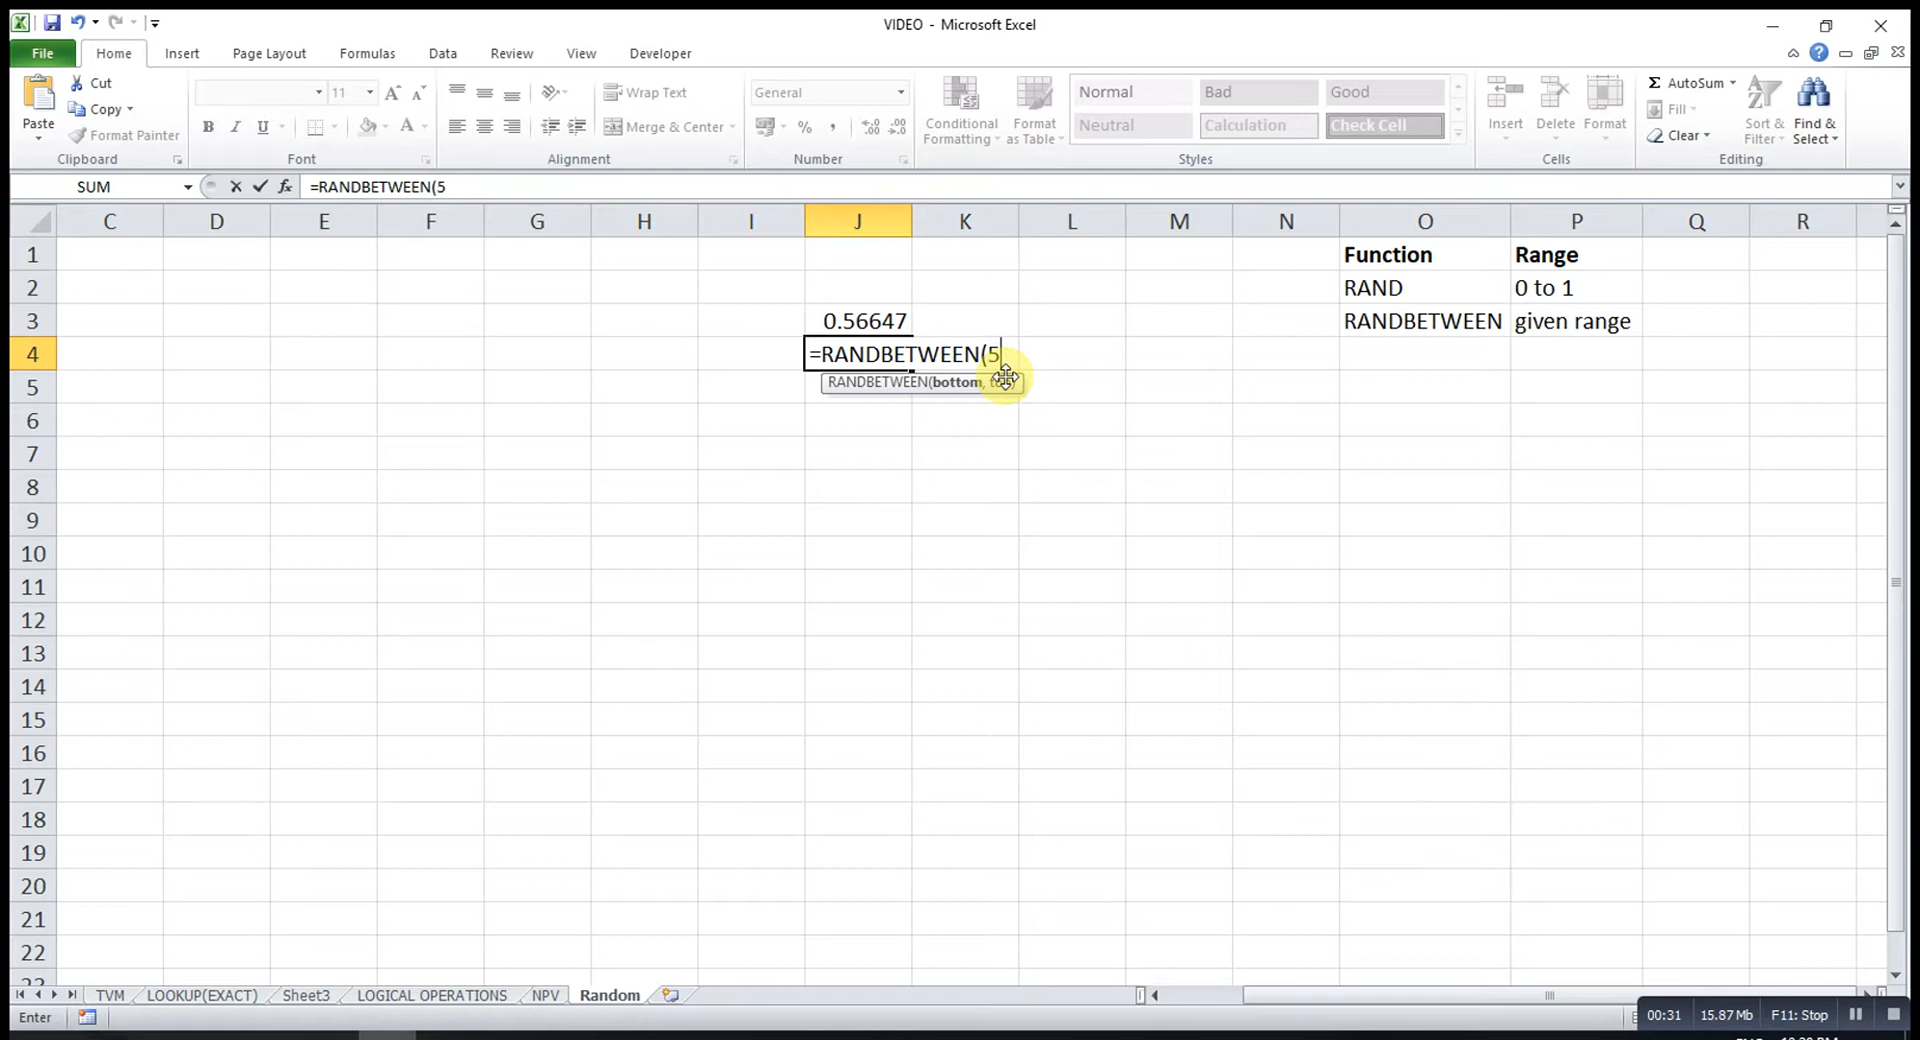 VIDEO - Microsoft Excel
File Home Insert Page Layout Formulas Data Review View Developer
Cut
Copy
Format Painter
Paste
11
Wrap Text
Merge & Center
General
Conditional Formatting
Format as Table
Normal Bad Good
Neutral Calculation Check Cell
Insert Delete Format
AutoSum
Fill
Clear
Sort & Filter
Find & Select
Clipboard Font Alignment Number Styles Cells Editing
SUM =RANDBETWEEN(5
C D E F G H I J K L M N O P Q R
1 Function Range
2 RAND 0 to 1
3 0.56647 RANDBETWEEN given range
4 =RANDBETWEEN(5
RANDBETWEEN(bottom,
5
6
7
8
9
10
11
12
13
14
15
16
17
18
19
20
21
22
TVM LOOKUP(EXACT) Sheet3 LOGICAL OPERATIONS NPV Random
Enter
00:31 15.87 Mb F11: Stop